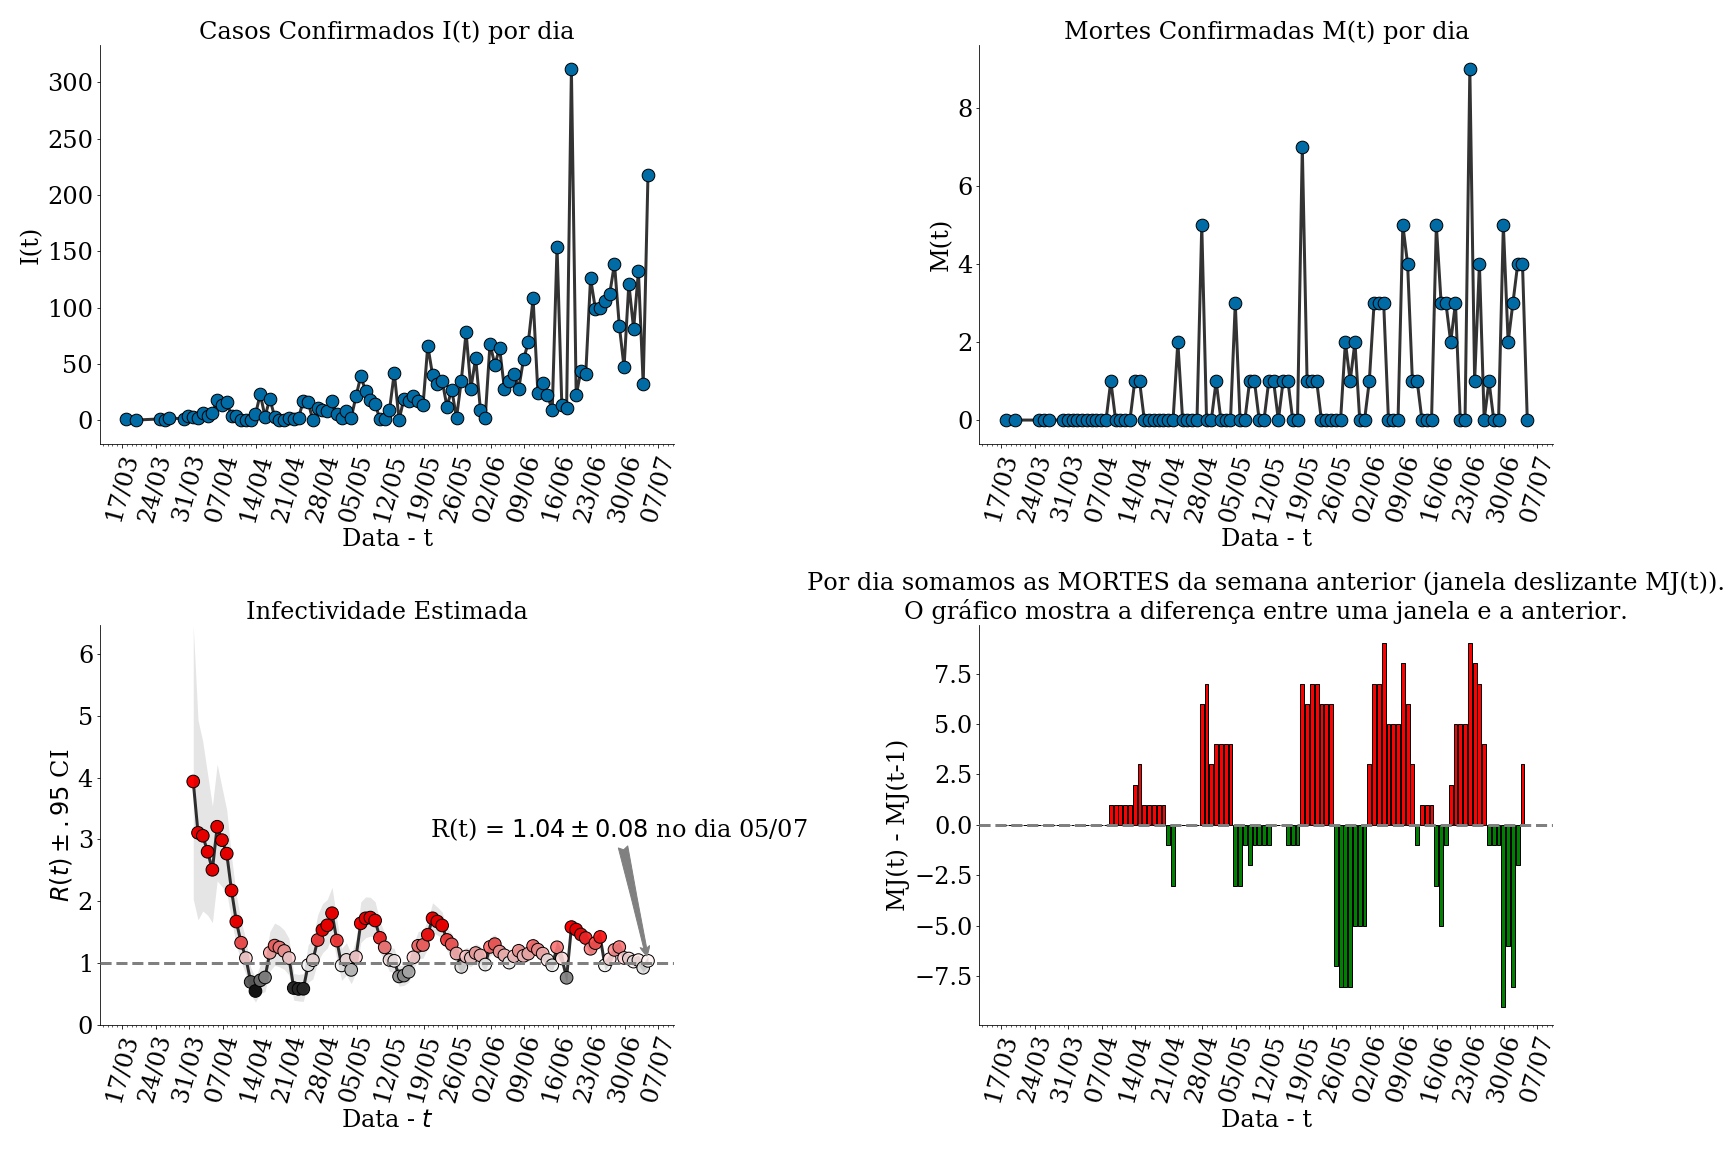 Casos Confirmados I(t) por dia
I(t)
300
250
200
150
100
50
0
17/03 24/03 31/03 07/04 14/04 21/04 28/04 05/05 12/05 19/05 26/05 02/06 09/06 16/06 23/06 30/06 07/07
Data - t
Mortes Confirmadas M(t) por dia
M(t)
8
6
4
2
0
17/03 24/03 31/03 07/04 14/04 21/04 28/04 05/05 12/05 19/05 26/05 02/06 09/06 16/06 23/06 30/06 07/07
Data - t
Infectividade Estimada
R(t) ± .95 CI
6
5
4
3
2
1
0
R(t) = 1.04 ± 0.08 no dia 05/07
17/03 24/03 31/03 07/04 14/04 21/04 28/04 05/05 12/05 19/05 26/05 02/06 09/06 16/06 23/06 30/06 07/07
Data - t
Por dia somamos as MORTES da semana anterior (janela deslizante MJ(t)).
O gráfico mostra a diferença entre uma janela e a anterior.
MJ(t) - MJ(t-1)
7.5
5.0
2.5
0.0
−2.5
−5.0
−7.5
17/03 24/03 31/03 07/04 14/04 21/04 28/04 05/05 12/05 19/05 26/05 02/06 09/06 16/06 23/06 30/06 07/07
Data - t